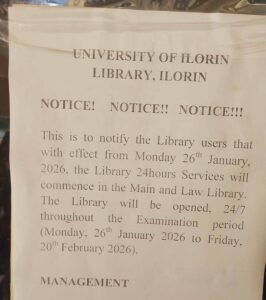 UNIVERSITY OF ILORIN
LIBRARY, ILORIN
NOTICE! NOTICE!! NOTICE!!!
This is to notify the Library users that
with effect from Monday 26th January,
2026, the Library 24hours Services will
commence in the Main and Law Library.
The Library will be opened, 24/7
throughout the Examination period
(Monday, 26th January 2026 to Friday,
20th February 2026).
MANAGEMENT